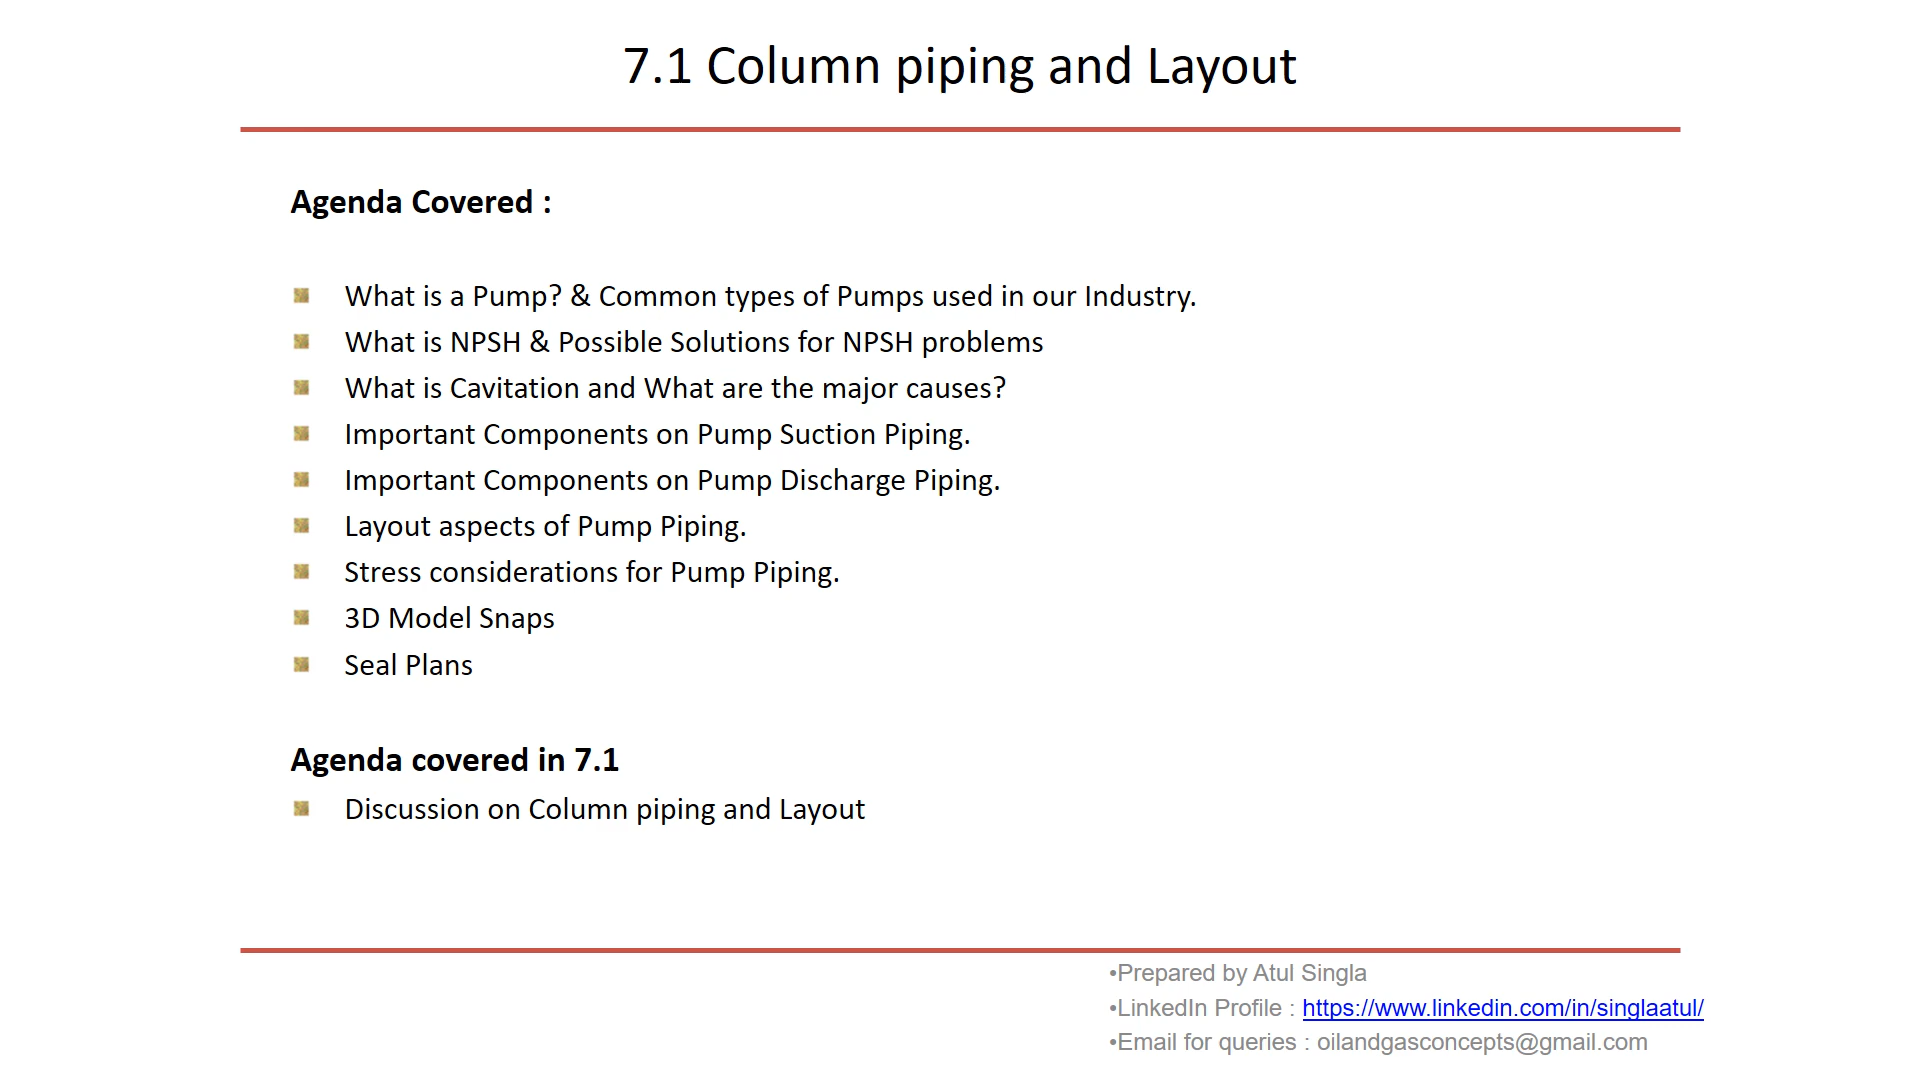 7.1 Column piping and Layout
Agenda Covered :
What is a Pump? & Common types of Pumps used in our Industry.
What is NPSH & Possible Solutions for NPSH problems
What is Cavitation and What are the major causes?
Important Components on Pump Suction Piping.
Important Components on Pump Discharge Piping.
Layout aspects of Pump Piping.
Stress considerations for Pump Piping.
3D Model Snaps
Seal Plans
Agenda covered in 7.1
Discussion on Column piping and Layout
•Prepared by Atul Singla
•LinkedIn Profile : https://www.linkedin.com/in/singlaatul/
•Email for queries : oilandgasconcepts@gmail.com